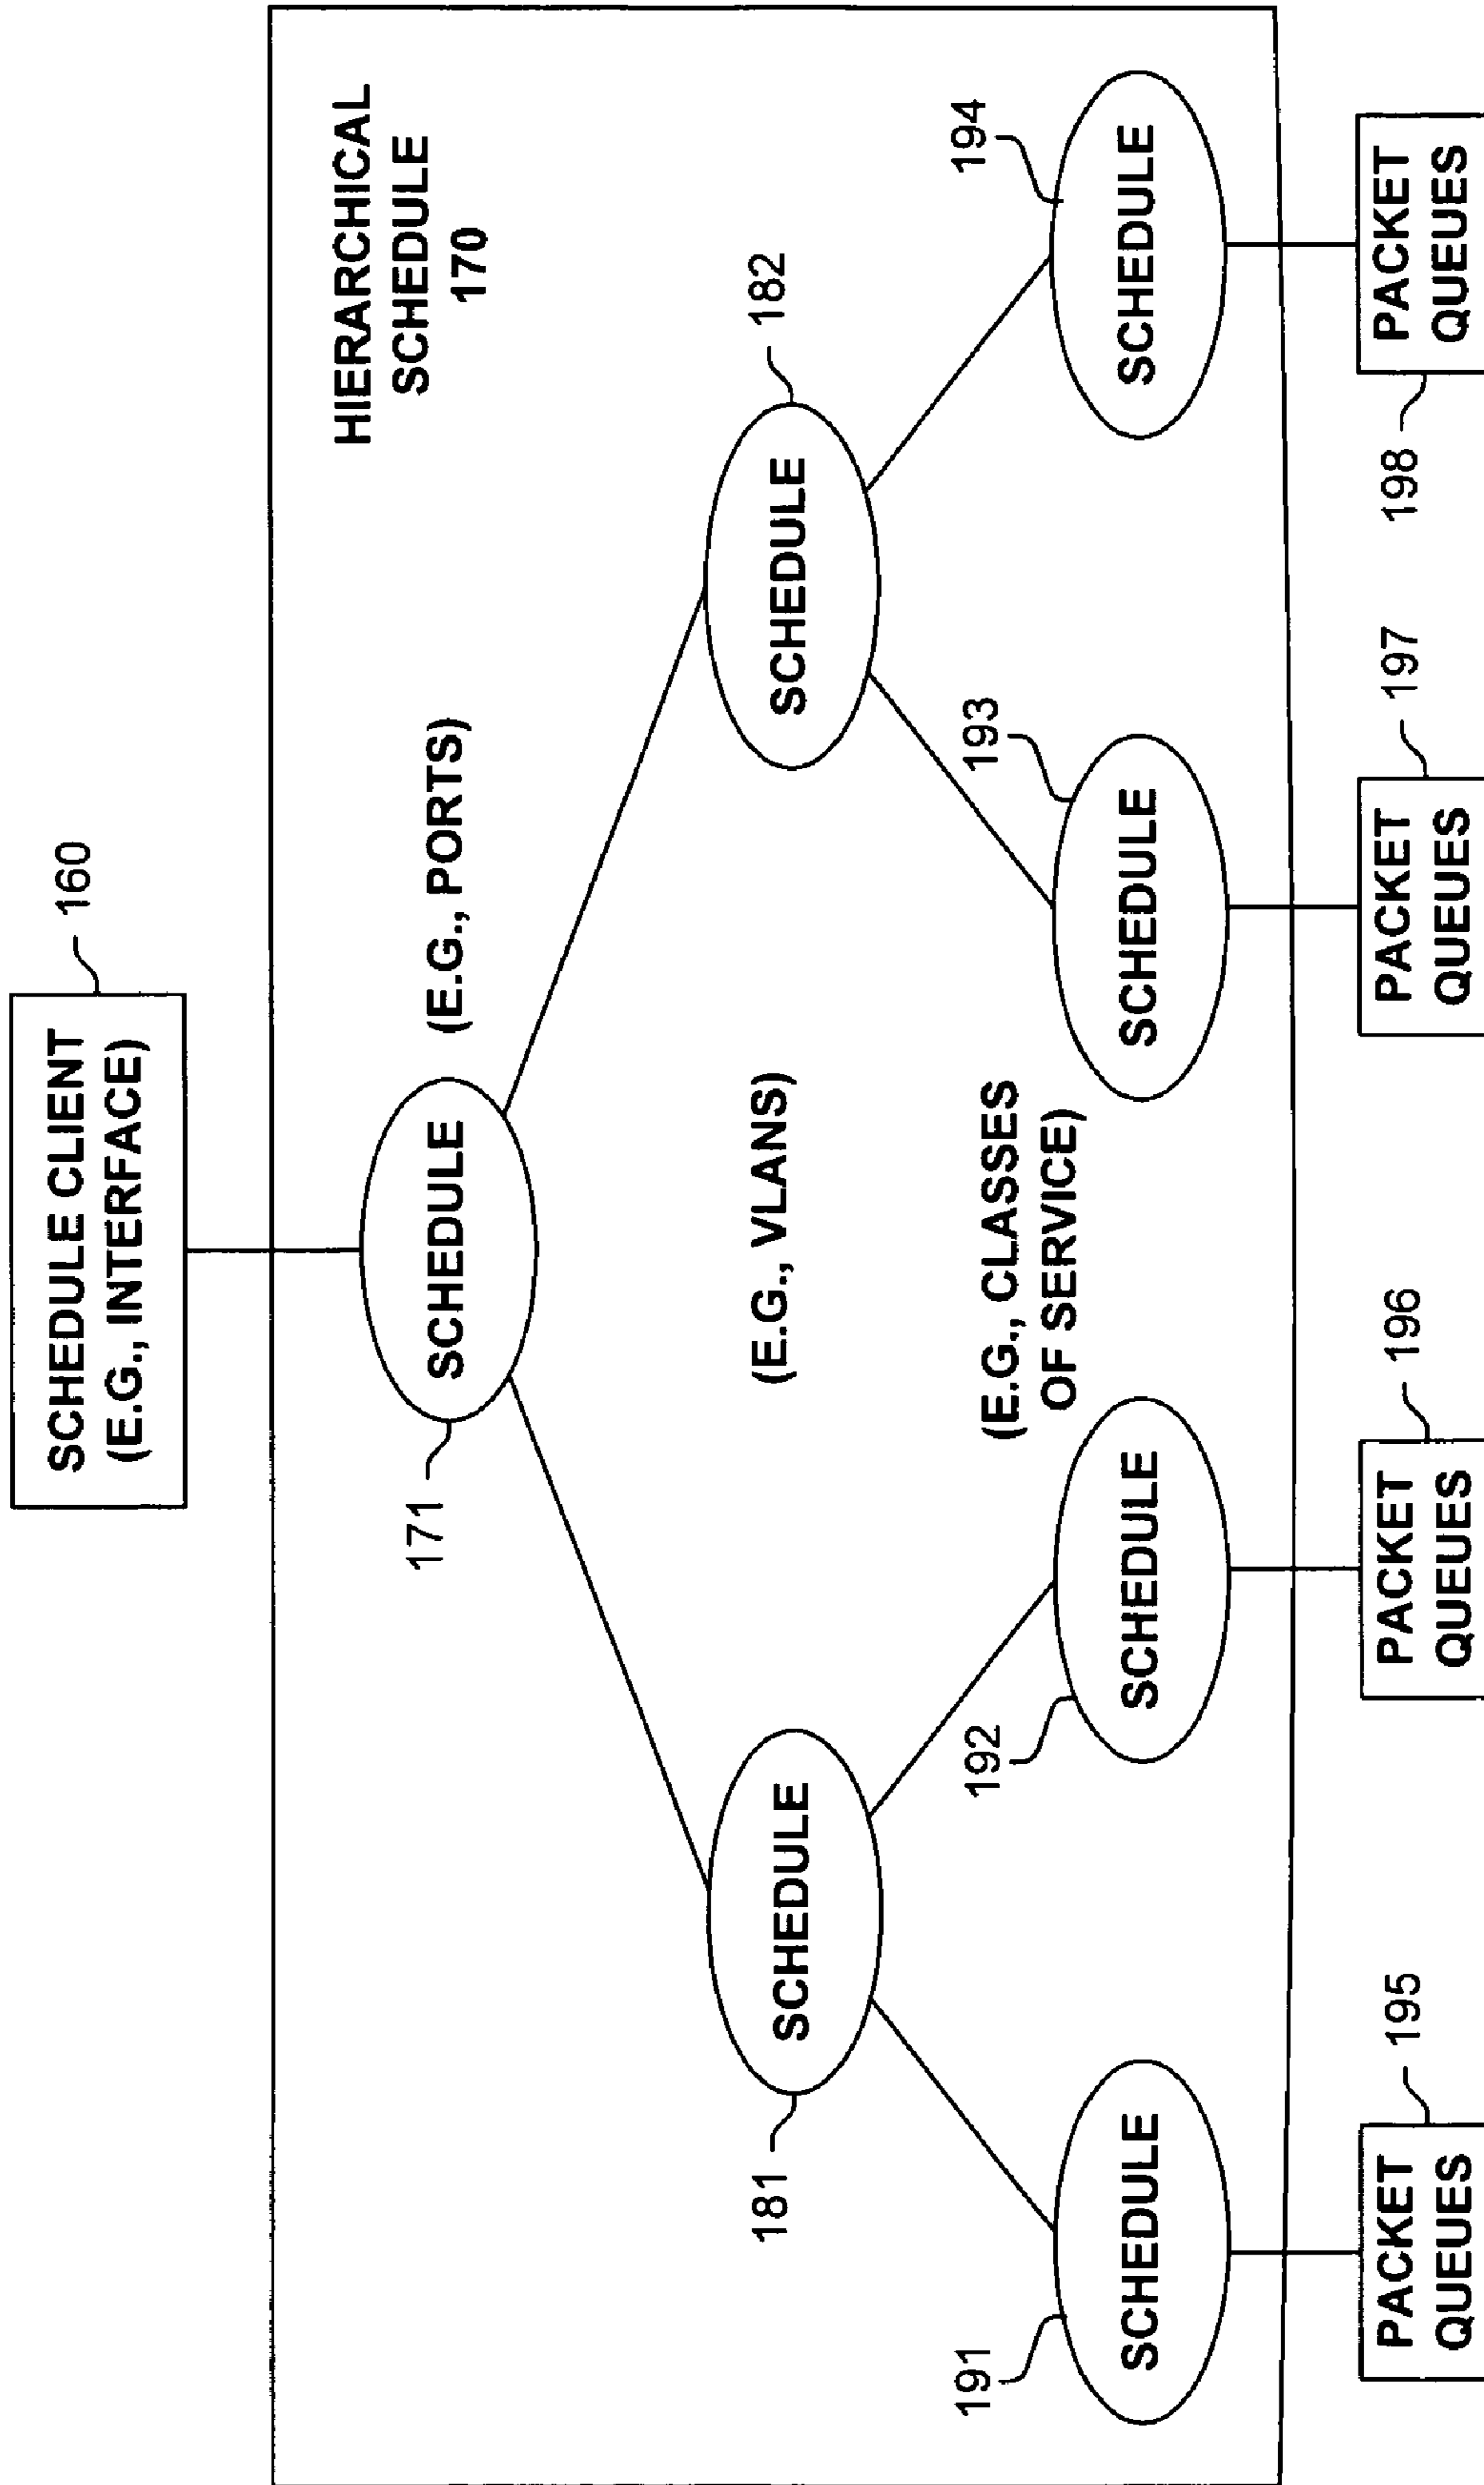 SCHEDULE CLIENT
(E.G., INTERFACE)
160
HIERARCHICAL
SCHEDULE
170
171
SCHEDULE
(E.G., PORTS)
181
SCHEDULE
(E.G., VLANS)
SCHEDULE
182
191
SCHEDULE
192
SCHEDULE
(E.G., CLASSES
OF SERVICE)
193
SCHEDULE
194
SCHEDULE
PACKET
QUEUES
195
PACKET
QUEUES
196
PACKET
QUEUES
197
198
PACKET
QUEUES